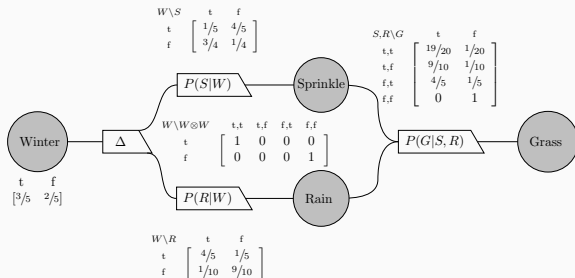 W\S t f
t [ 1/5 4/5 ]
f [ 3/4 1/4 ]
S,R\G t f
t,t [ 19/20 1/20 ]
t,f [ 9/10 1/10 ]
f,t [ 4/5 1/5 ]
f,f [ 0 1 ]
P(S|W)
Sprinkle
W\W⊗W t,t t,f f,t f,f
t [ 1 0 0 0 ]
f [ 0 0 0 1 ]
Winter
Δ
P(G|S, R)
Grass
t f
[3/5 2/5]
P(R|W)
Rain
W\R t f
t [ 4/5 1/5 ]
f [ 1/10 9/10 ]